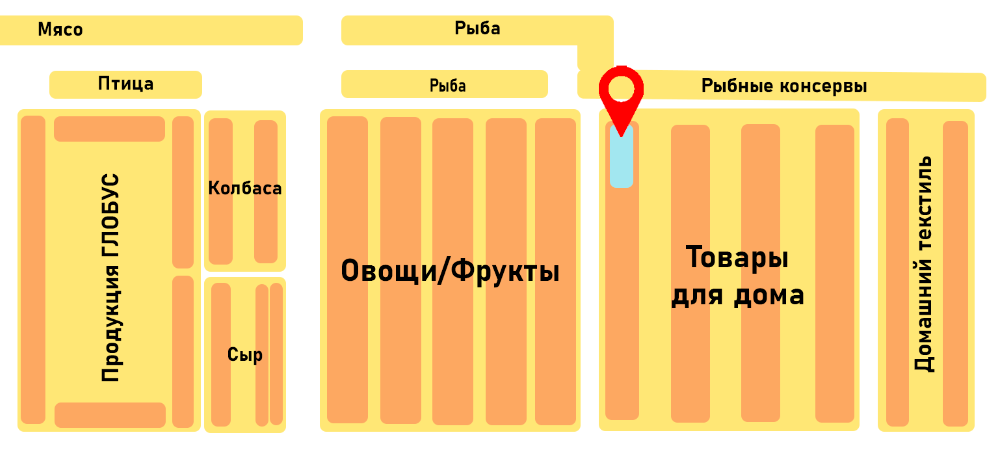 Мясо
Рыба
Птица
Рыба
Рыбные консервы
Продукция ГЛОБУС
Колбаса
Сыр
Овощи/Фрукты
Товары
для дома
Домашний текстиль